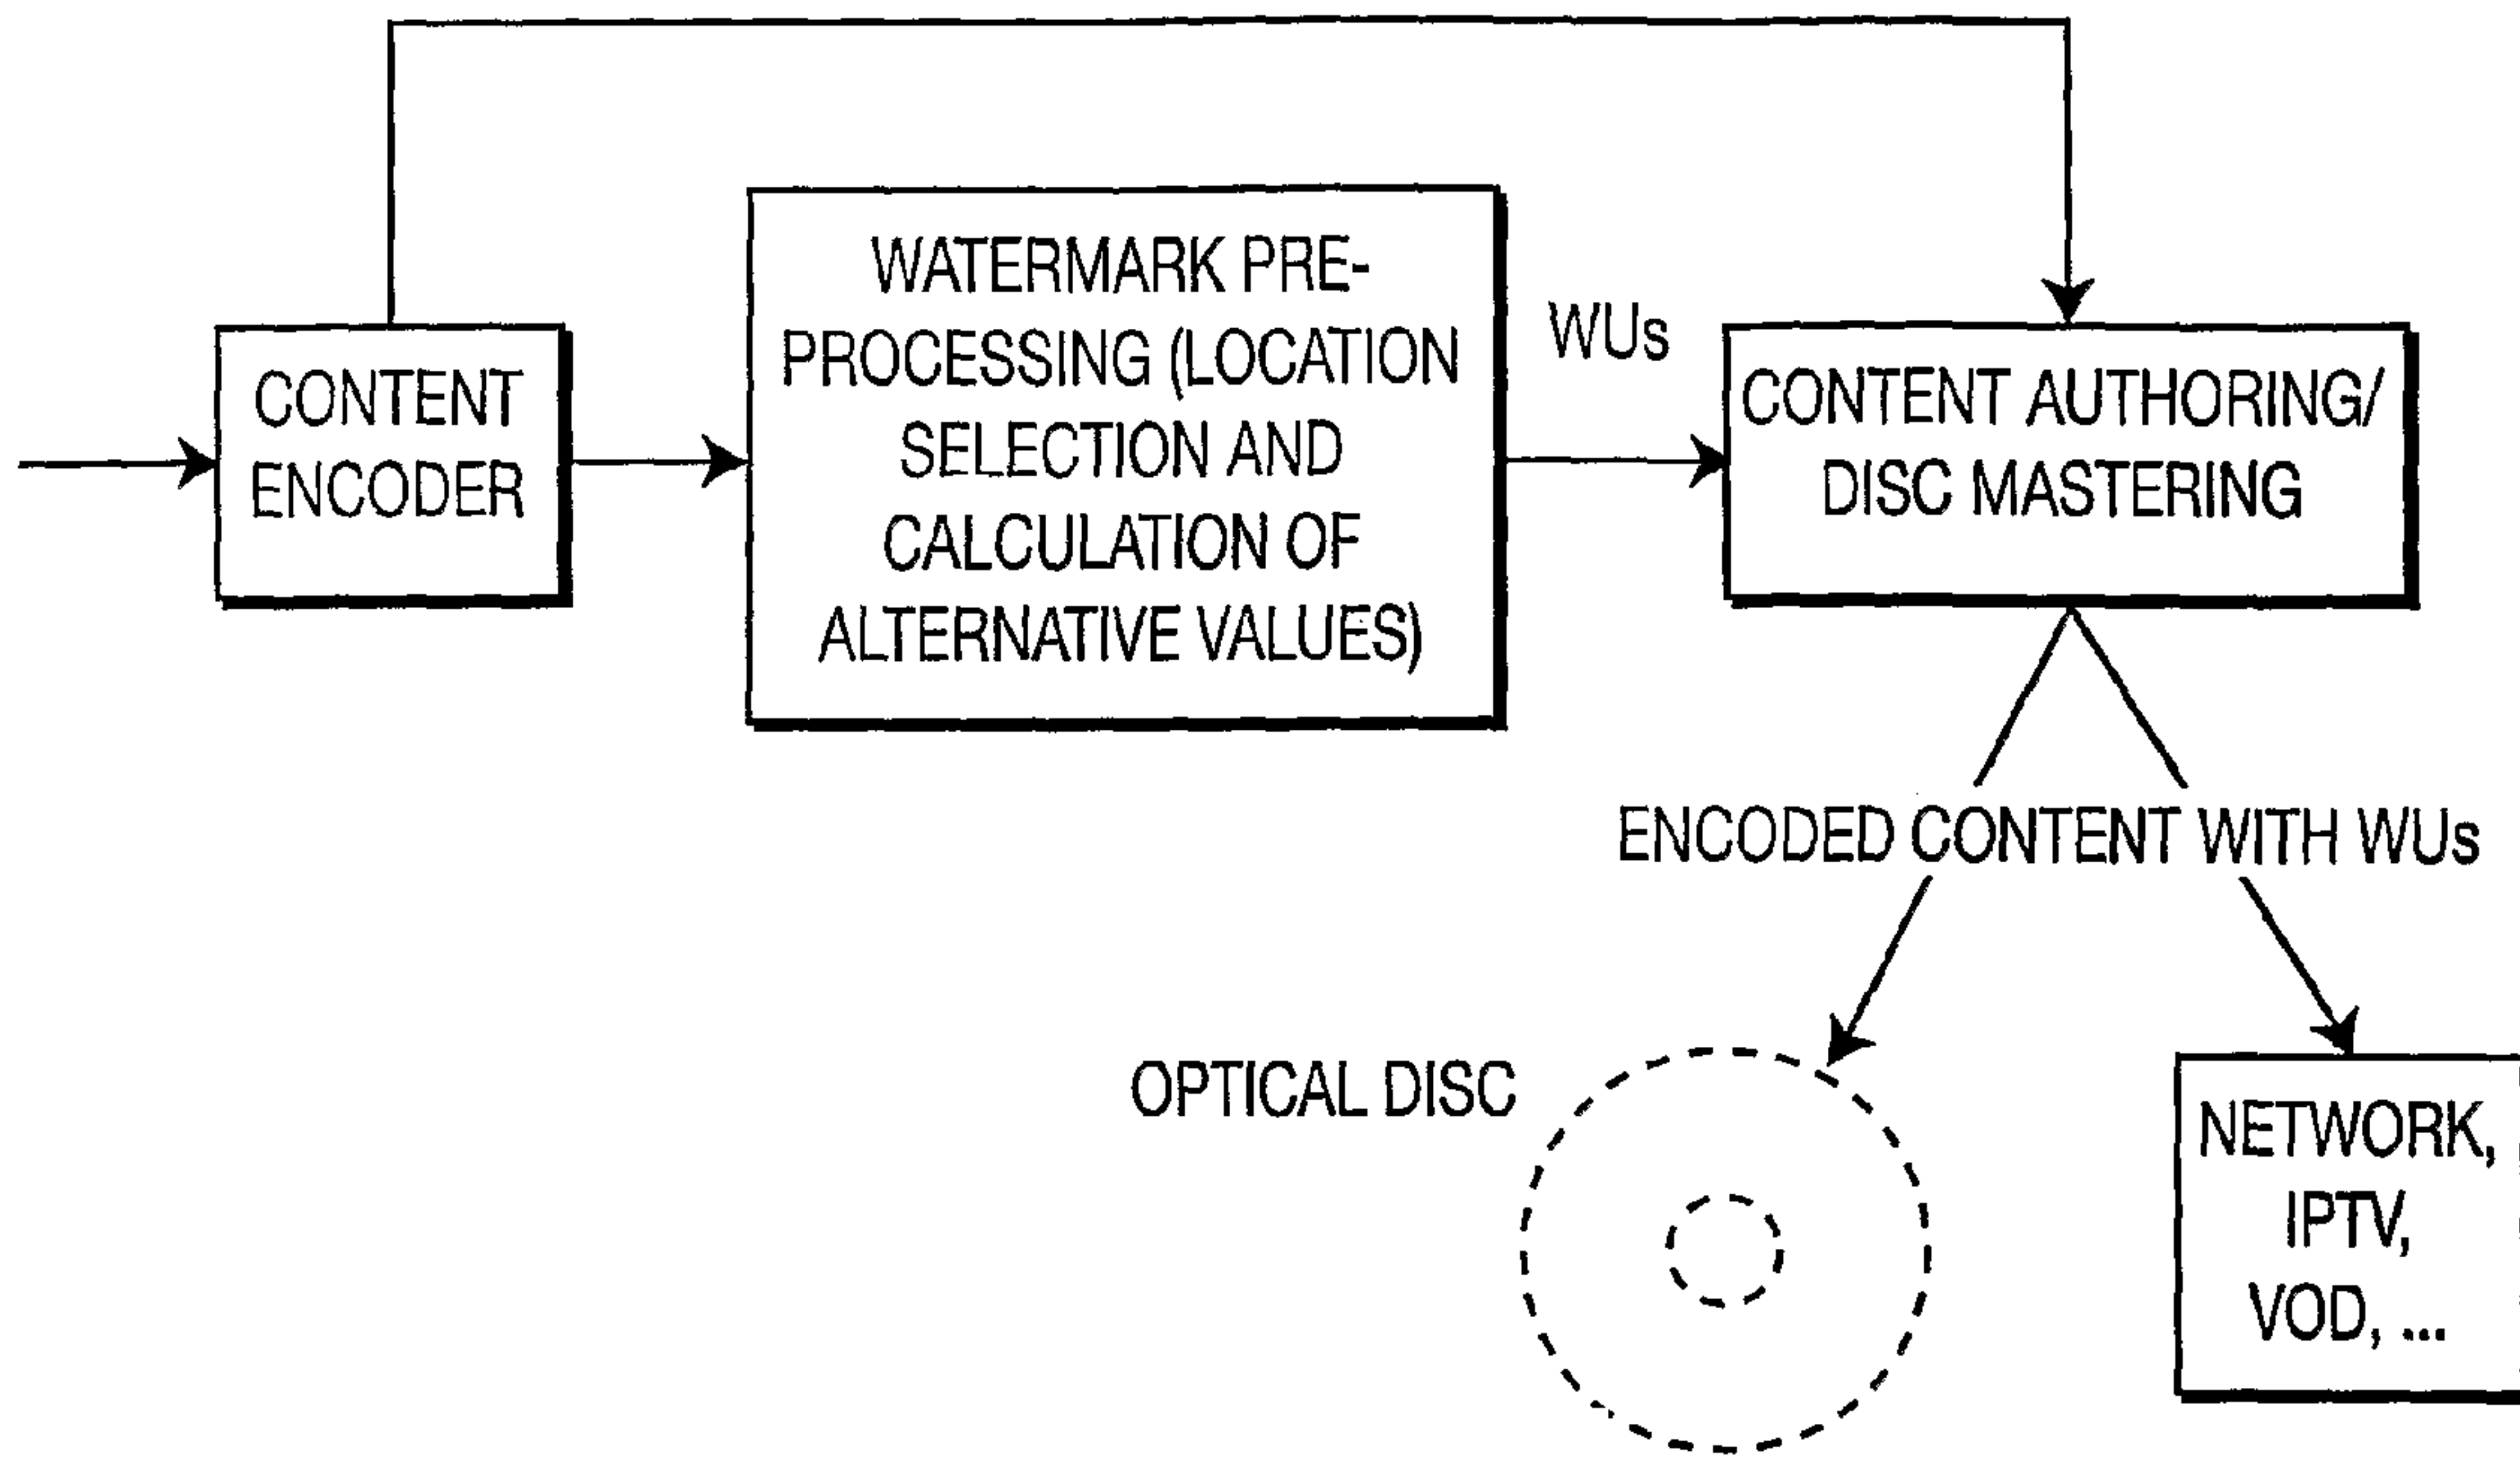 CONTENT
ENCODER
WATERMARK PRE-
PROCESSING (LOCATION
SELECTION AND
CALCULATION OF
ALTERNATIVE VALUES)
WUs
CONTENT AUTHORING/
DISC MASTERING
ENCODED CONTENT WITH WUs
OPTICAL DISC
NETWORK,
IPTV,
VOD, ...